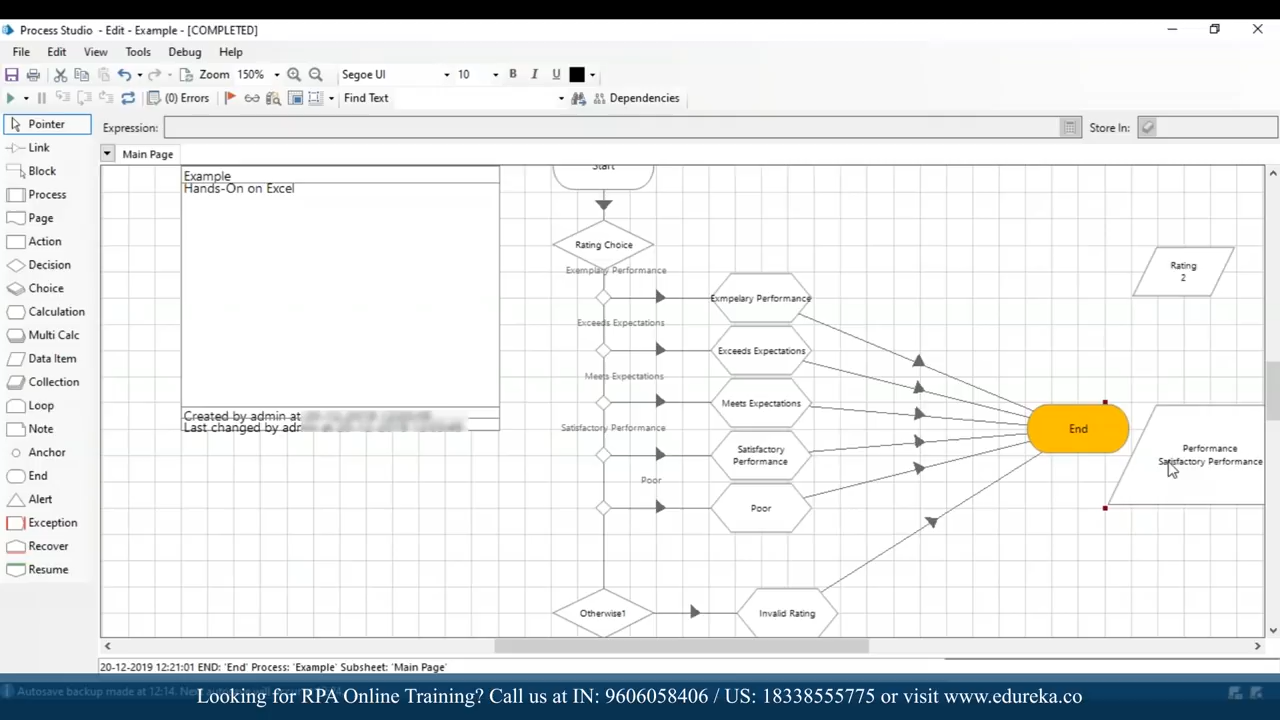 Process Studio - Edit - Example - [COMPLETED]
File Edit View Tools Debug Help
Zoom 150% Segoe UI 10 B I U
(0) Errors Find Text Dependencies
Pointer
Link
Block
Process
Page
Action
Decision
Choice
Calculation
Multi Calc
Data Item
Collection
Loop
Note
Anchor
End
Alert
Exception
Recover
Resume
Expression: Store In:
Main Page
Example
Hands-On on Excel
Created by admin at
Last changed by
Start
Rating Choice
Exemplary Performance
Exmpelary Performance
Exceeds Expectations
Exceeds Expectations
Meets Expectations
Meets Expectations
Satisfactory Performance
Satisfactory
Performance
Poor
Poor
Otherwise1
Invalid Rating
End
Rating
2
Performance
Satisfactory Performance
20-12-2019 12:21:01 END: 'End' Process: 'Example' Subsheet: 'Main Page'
Autosave backup made at 12:14.
Looking for RPA Online Training? Call us at IN: 9606058406 / US: 18338555775 or visit www.edureka.co